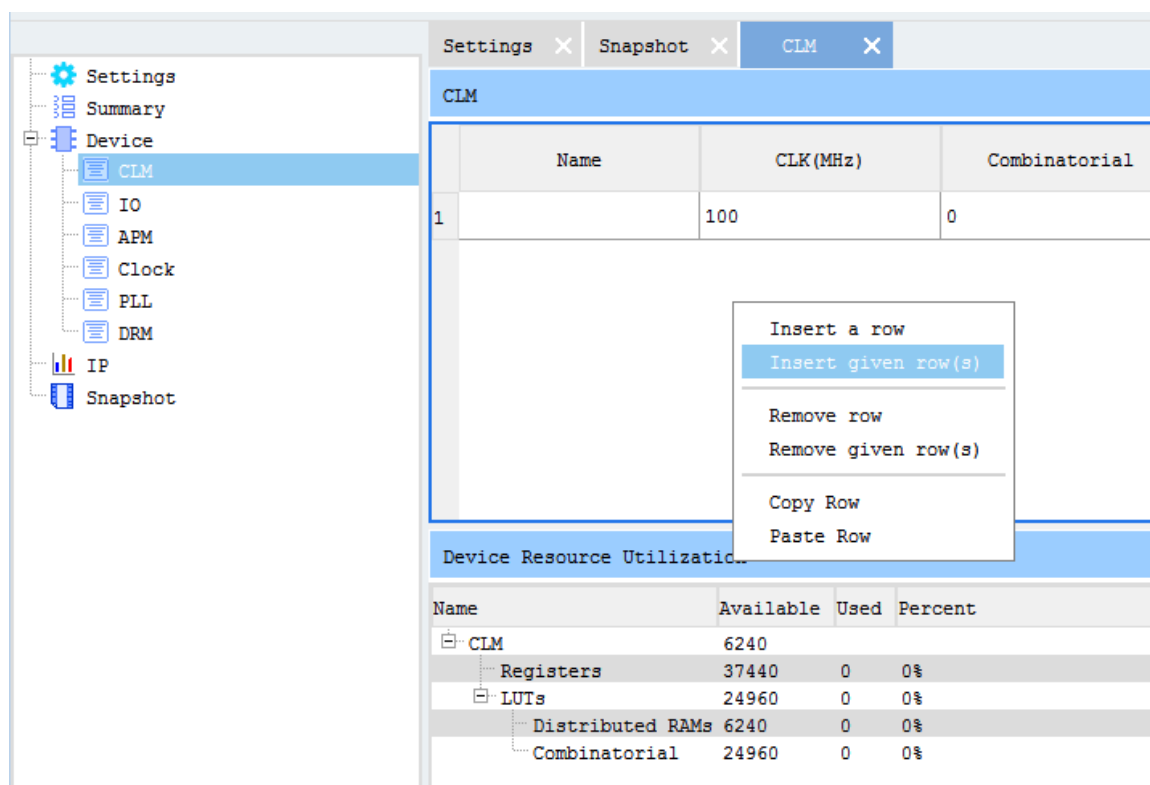 Settings
Summary
Device
CLM
IO
APM
Clock
PLL
DRM
IP
Snapshot
Settings Snapshot CLM
CLM
Name CLK(MHz) Combinatorial
1 100 0
Insert a row
Insert given row(s)
Remove row
Remove given row(s)
Copy Row
Paste Row
Device Resource Utilization
Name Available Used Percent
CLM 6240
Registers 37440 0 0%
LUTs 24960 0 0%
Distributed RAMs 6240 0 0%
Combinatorial 24960 0 0%